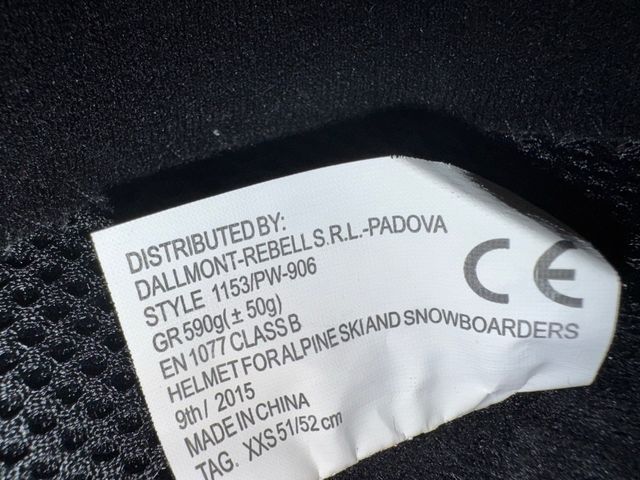 DISTRIBUTED BY:
DALLMONT-REBELL S.R.L.-PADOVA
STYLE 1153/PW-906
GR 590g(± 50g)
EN 1077 CLASS B
HELMET FOR ALPINE SKI AND SNOWBOARDERS
9th/ 2015
MADE IN CHINA
TAG. XXS 51/52 cm
CE